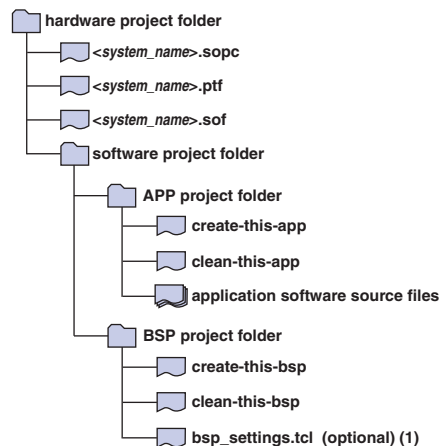 hardware project folder
<system_name>.sopc
<system_name>.ptf
<system_name>.sof
software project folder
APP project folder
create-this-app
clean-this-app
application software source files
BSP project folder
create-this-bsp
clean-this-bsp
bsp_settings.tcl (optional) (1)